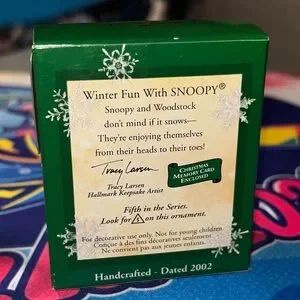 Winter Fun With SNOOPY®
Snoopy and Woodstock
don't mind if it snows—
They're enjoying themselves
from their heads to their toes!
Tracy Larsen
Tracy Larsen
Hallmark Keepsake Artist
CHRISTMAS
MEMORY CARD
ENCLOSED
Fifth in the Series.
Look for on this ornament.
For decorative use only. Not for young children.
Conçue à des fins décoratives seulement.
Ne convient pas aux jeunes enfants.
Handcrafted - Dated 2002